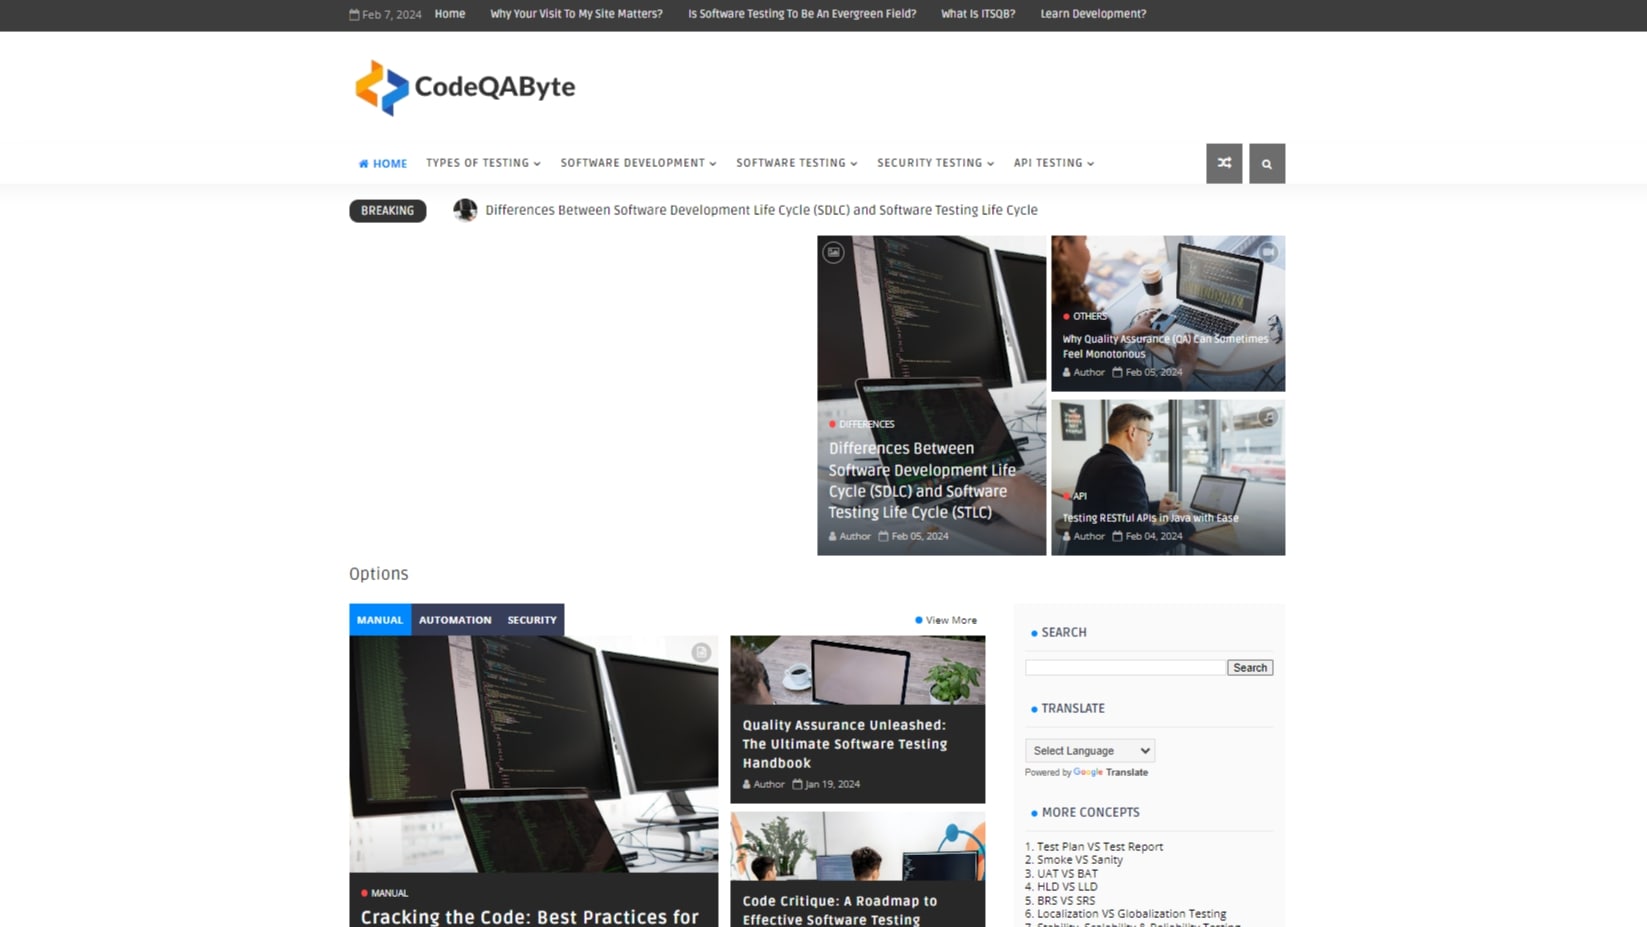 Feb 7, 2024 Home Why Your Visit To My Site Matters? Is Software Testing To Be An Evergreen Field? What Is ITSQB? Learn Development?
CodeQAByte
HOME TYPES OF TESTING SOFTWARE DEVELOPMENT SOFTWARE TESTING SECURITY TESTING API TESTING
BREAKING Differences Between Software Development Life Cycle (SDLC) and Software Testing Life Cycle
DIFFERENCES
Differences Between
Software Development Life
Cycle (SDLC) and Software
Testing Life Cycle (STLC)
Author Feb 05, 2024
OTHERS
Why Quality Assurance (QA) Can Sometimes
Feel Monotonous
Author Feb 05, 2024
API
Testing RESTful APIs in Java with Ease
Author Feb 04, 2024
Options
MANUAL AUTOMATION SECURITY View More
MANUAL
Cracking the Code: Best Practices for
Quality Assurance Unleashed:
The Ultimate Software Testing
Handbook
Author Jan 19, 2024
Code Critique: A Roadmap to
Effective Software Testing
SEARCH
Search
TRANSLATE
Select Language
Powered by Google Translate
MORE CONCEPTS
1. Test Plan VS Test Report
2. Smoke VS Sanity
3. UAT VS BAT
4. HLD VS LLD
5. BRS VS SRS
6. Localization VS Globalization Testing
7. Stability, Scalability & Reliability Testing